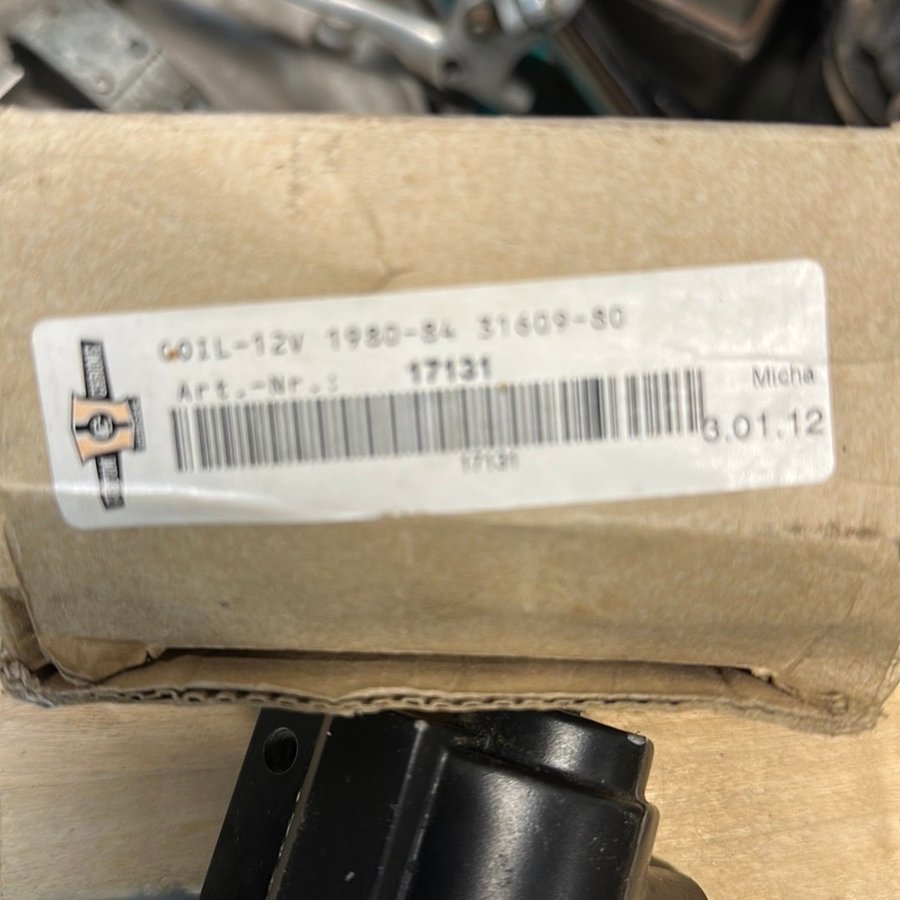 COIL-12V 1980-84 31609-80
Art.-Nr.: 17131
Micha
3.01.12
17131